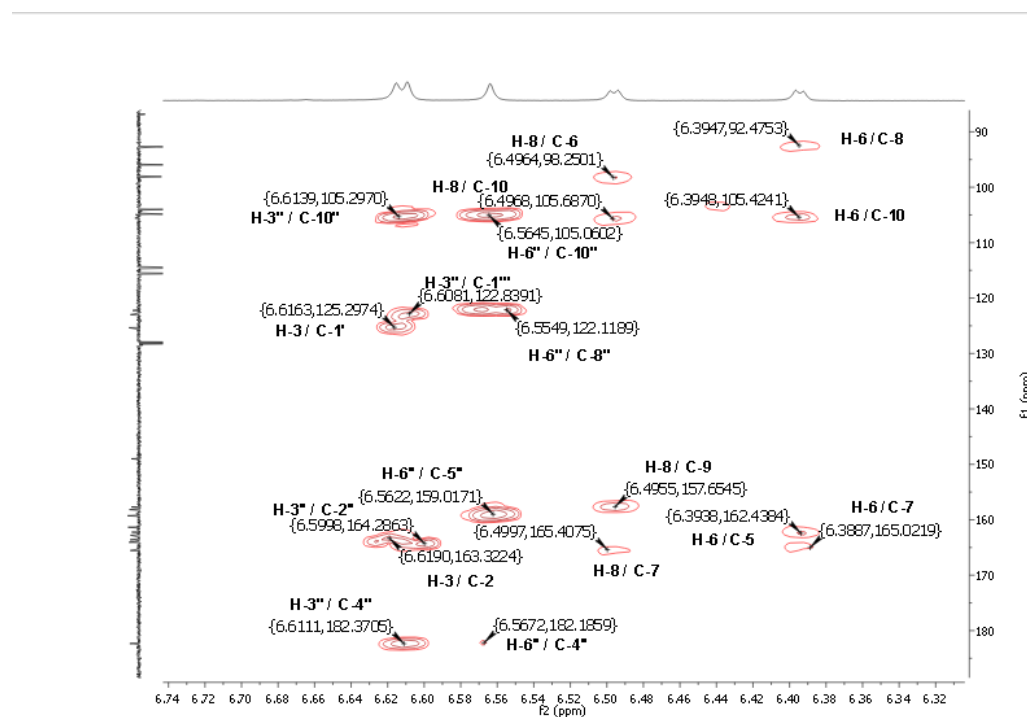 H-8 / C-6
{6.3947,92.4753}
H-6 / C-8
{6.4964,98.2501}
{6.6139,105.2970}
H-8 / C-10
{6.4968,105.6870}
{6.3948,105.4241}
H-3" / C-10"
H-6 / C-10
{6.5645,105.0602}
H-6" / C-10"
H-3" / C-1'''
{6.6081,122.8391}
{6.6163,125.2974}
H-3 / C-1'
{6.5549,122.1189}
H-6" / C-8"
H-6" / C-5"
{6.5622,159.0171}
H-8 / C-9
{6.4955,157.6545}
H-3" / C-2"
{6.5998,164.2863}
{6.4997,165.4075}
{6.3938,162.4384}
H-6 / C-7
{6.3887,165.0219}
H-6 / C-5
{6.6190,163.3224}
H-3 / C-2
H-8 / C-7
H-3" / C-4"
{6.6111,182.3705}
{6.5672,182.1859}
H-6" / C-4"
90
100
110
120
130
140
150
160
170
180
f1 (ppm)
6.74 6.72 6.70 6.68 6.66 6.64 6.62 6.60 6.58 6.56 6.54 6.52 6.50 6.48 6.46 6.44 6.42 6.40 6.38 6.36 6.34 6.32
f2 (ppm)